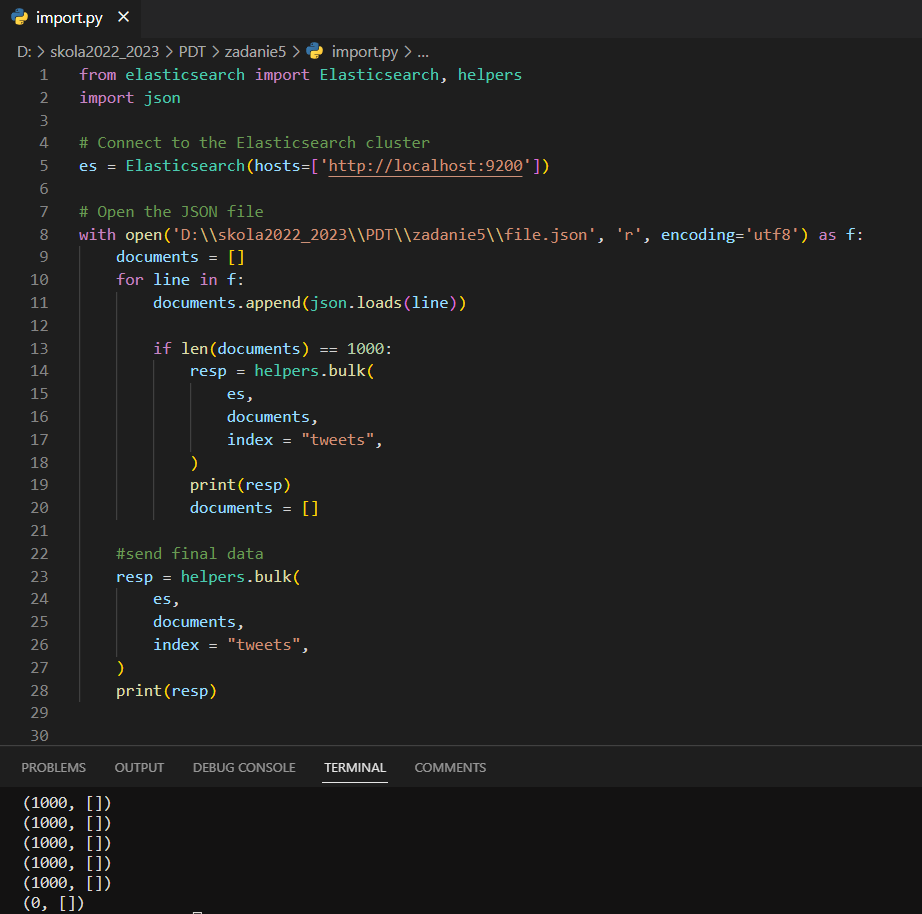 import.py ×
D: > skola2022_2023 > PDT > zadanie5 > import.py > ...
1 from elasticsearch import Elasticsearch, helpers
2 import json
3
4 # Connect to the Elasticsearch cluster
5 es = Elasticsearch(hosts=['http://localhost:9200'])
6
7 # Open the JSON file
8 with open('D:\\skola2022_2023\\PDT\\zadanie5\\file.json', 'r', encoding='utf8') as f:
9     documents = []
10     for line in f:
11         documents.append(json.loads(line))
12
13         if len(documents) == 1000:
14             resp = helpers.bulk(
15                 es,
16                 documents,
17                 index = "tweets",
18             )
19             print(resp)
20             documents = []
21
22     #send final data
23     resp = helpers.bulk(
24         es,
25         documents,
26         index = "tweets",
27     )
28     print(resp)
29
30
PROBLEMS OUTPUT DEBUG CONSOLE TERMINAL COMMENTS
(1000, [])
(1000, [])
(1000, [])
(1000, [])
(1000, [])
(0, [])